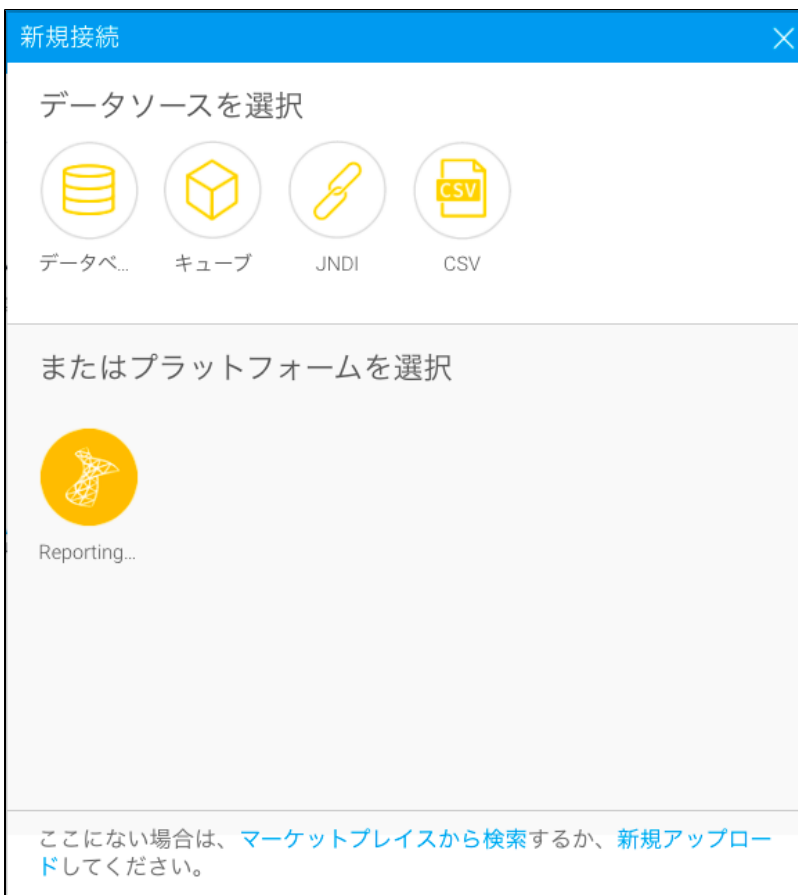 新規接続
データソースを選択
CSV
データベ...
キューブ
JNDI
CSV
またはプラットフォームを選択
Reporting...
ここにない場合は、マーケットプレイスから検索するか、新規アップロー
ドしてください。